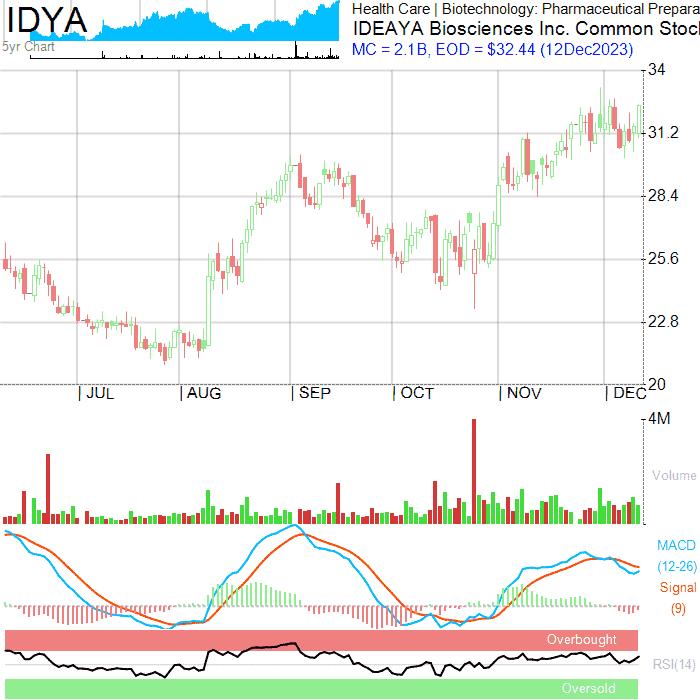 IDYA
5yr Chart
Health Care | Biotechnology: Pharmaceutical Prepara
IDEAYA Biosciences Inc. Common Stoc
MC = 2.1B, EOD = $32.44 (12Dec2023)
34
31.2
28.4
25.6
22.8
20
JUL AUG SEP OCT NOV DEC
4M
Volume
MACD
(12-26)
Signal
(9)
Overbought
RSI(14)
Oversold